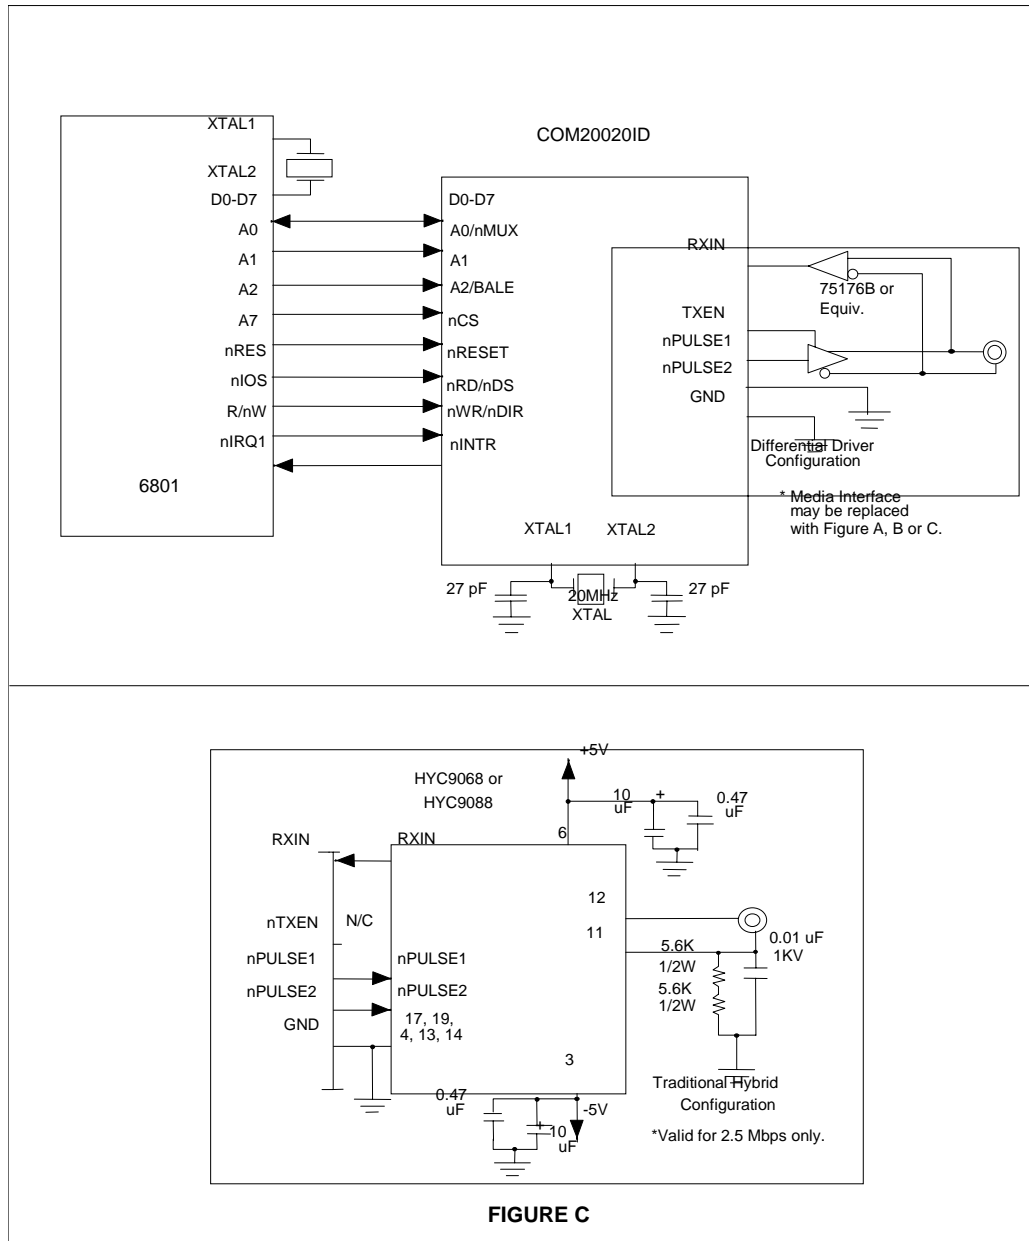 XTAL1
COM20020ID
XTAL2
D0-D7
D0-D7
A0
A0/nMUX
RXIN
A1
A1
A2
A2/BALE
75176B or
Equiv.
A7
nCS
TXEN
nRES
nRESET
nPULSE1
nPULSE2
nIOS
nRD/nDS
GND
R/nW
nWR/nDIR
nIRQ1
nINTR
Differential Driver
Configuration
6801
* Media Interface
may be replaced
with Figure A, B or C.
XTAL1
XTAL2
27 pF
20MHz
XTAL
27 pF
+5V
HYC9068 or
HYC9088
10
uF
+
0.47
uF
6
RXIN
RXIN
12
nTXEN
N/C
11
0.01 uF
1KV
5.6K
1/2W
5.6K
1/2W
nPULSE1
nPULSE1
nPULSE2
nPULSE2
GND
17, 19,
4, 13, 14
3
Traditional Hybrid
Configuration
0.47
uF
+
10
uF
-5V
*Valid for 2.5 Mbps only.
FIGURE C